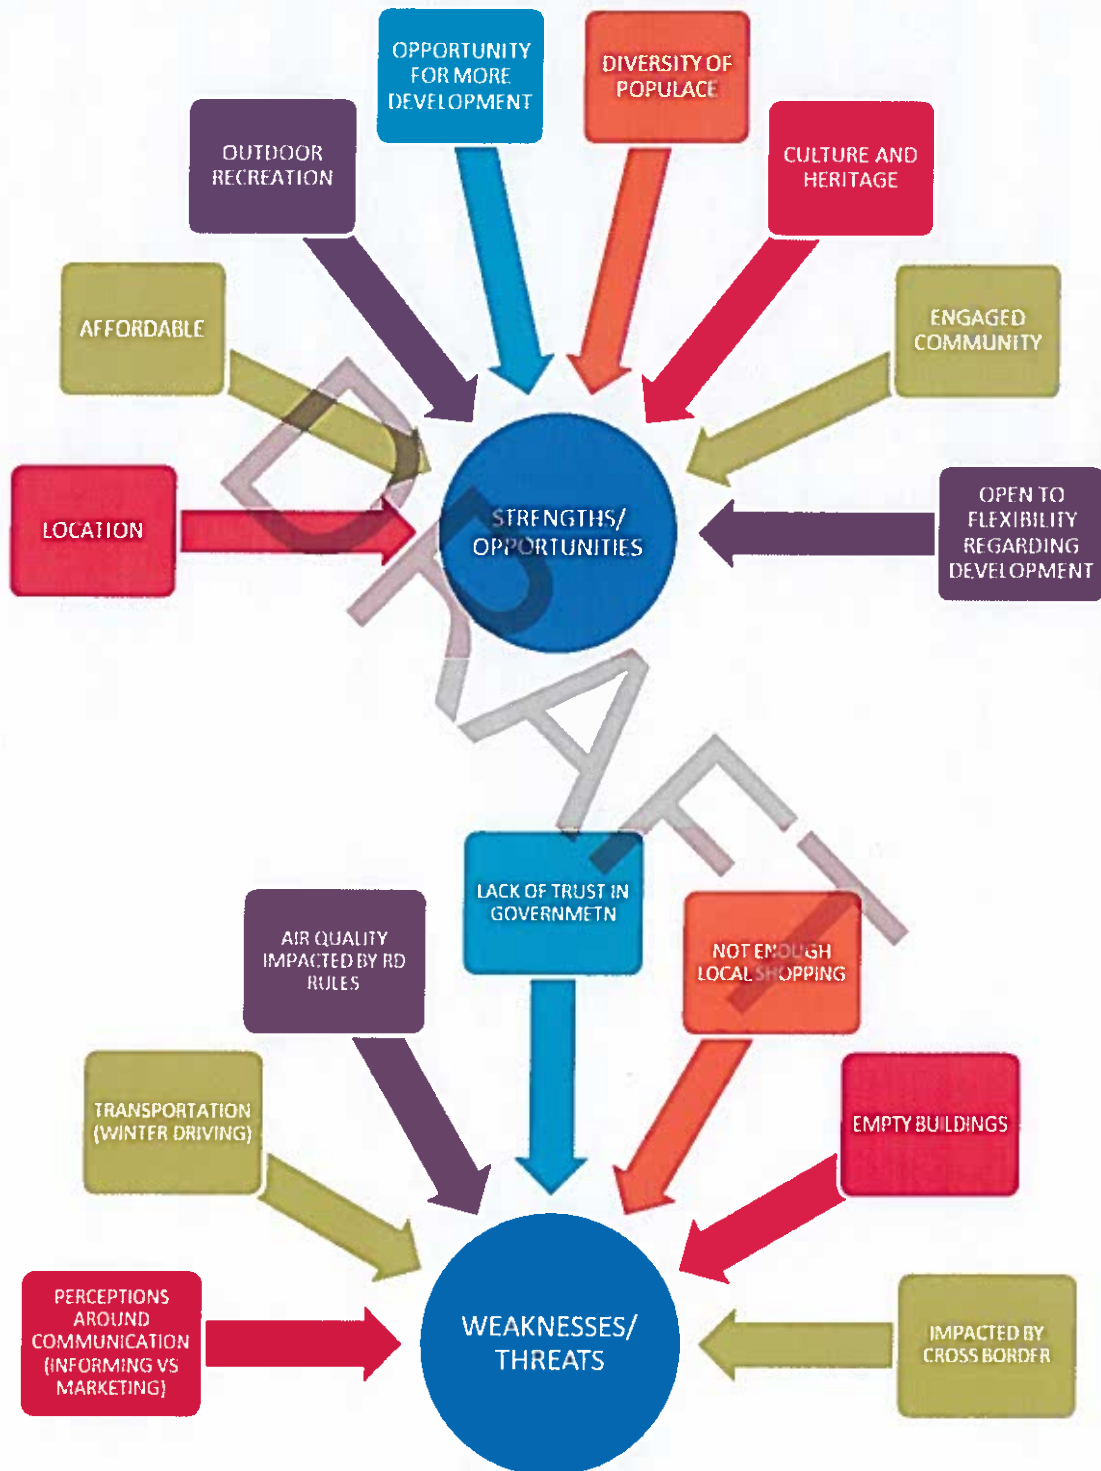 OPPORTUNITY
FOR MORE
DEVELOPMENT
DIVERSITY OF
POPULACE
OUTDOOR
RECREATION
CULTURE AND
HERITAGE
AFFORDABLE
ENGAGED
COMMUNITY
LOCATION
STRENGTHS/
OPPORTUNITIES
OPEN TO
FLEXIBILITY
REGARDING
DEVELOPMENT
DRAFT
LACK OF TRUST IN
GOVERNMETN
AIR QUALITY
IMPACTED BY RD
RULES
NOT ENOUGH
LOCAL SHOPPING
TRANSPORTATION
(WINTER DRIVING)
EMPTY BUILDINGS
PERCEPTIONS
AROUND
COMMUNICATION
(INFORMING VS
MARKETING)
WEAKNESSES/
THREATS
IMPACTED BY
CROSS BORDER